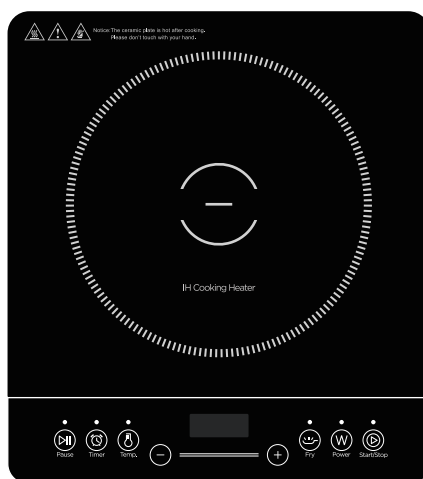 Notice: The ceramic plate is hot after cooking.
Please don't touch with your hand.
IH Cooking Heater
Pause Timer Temp. Fry Power Start/Stop
W